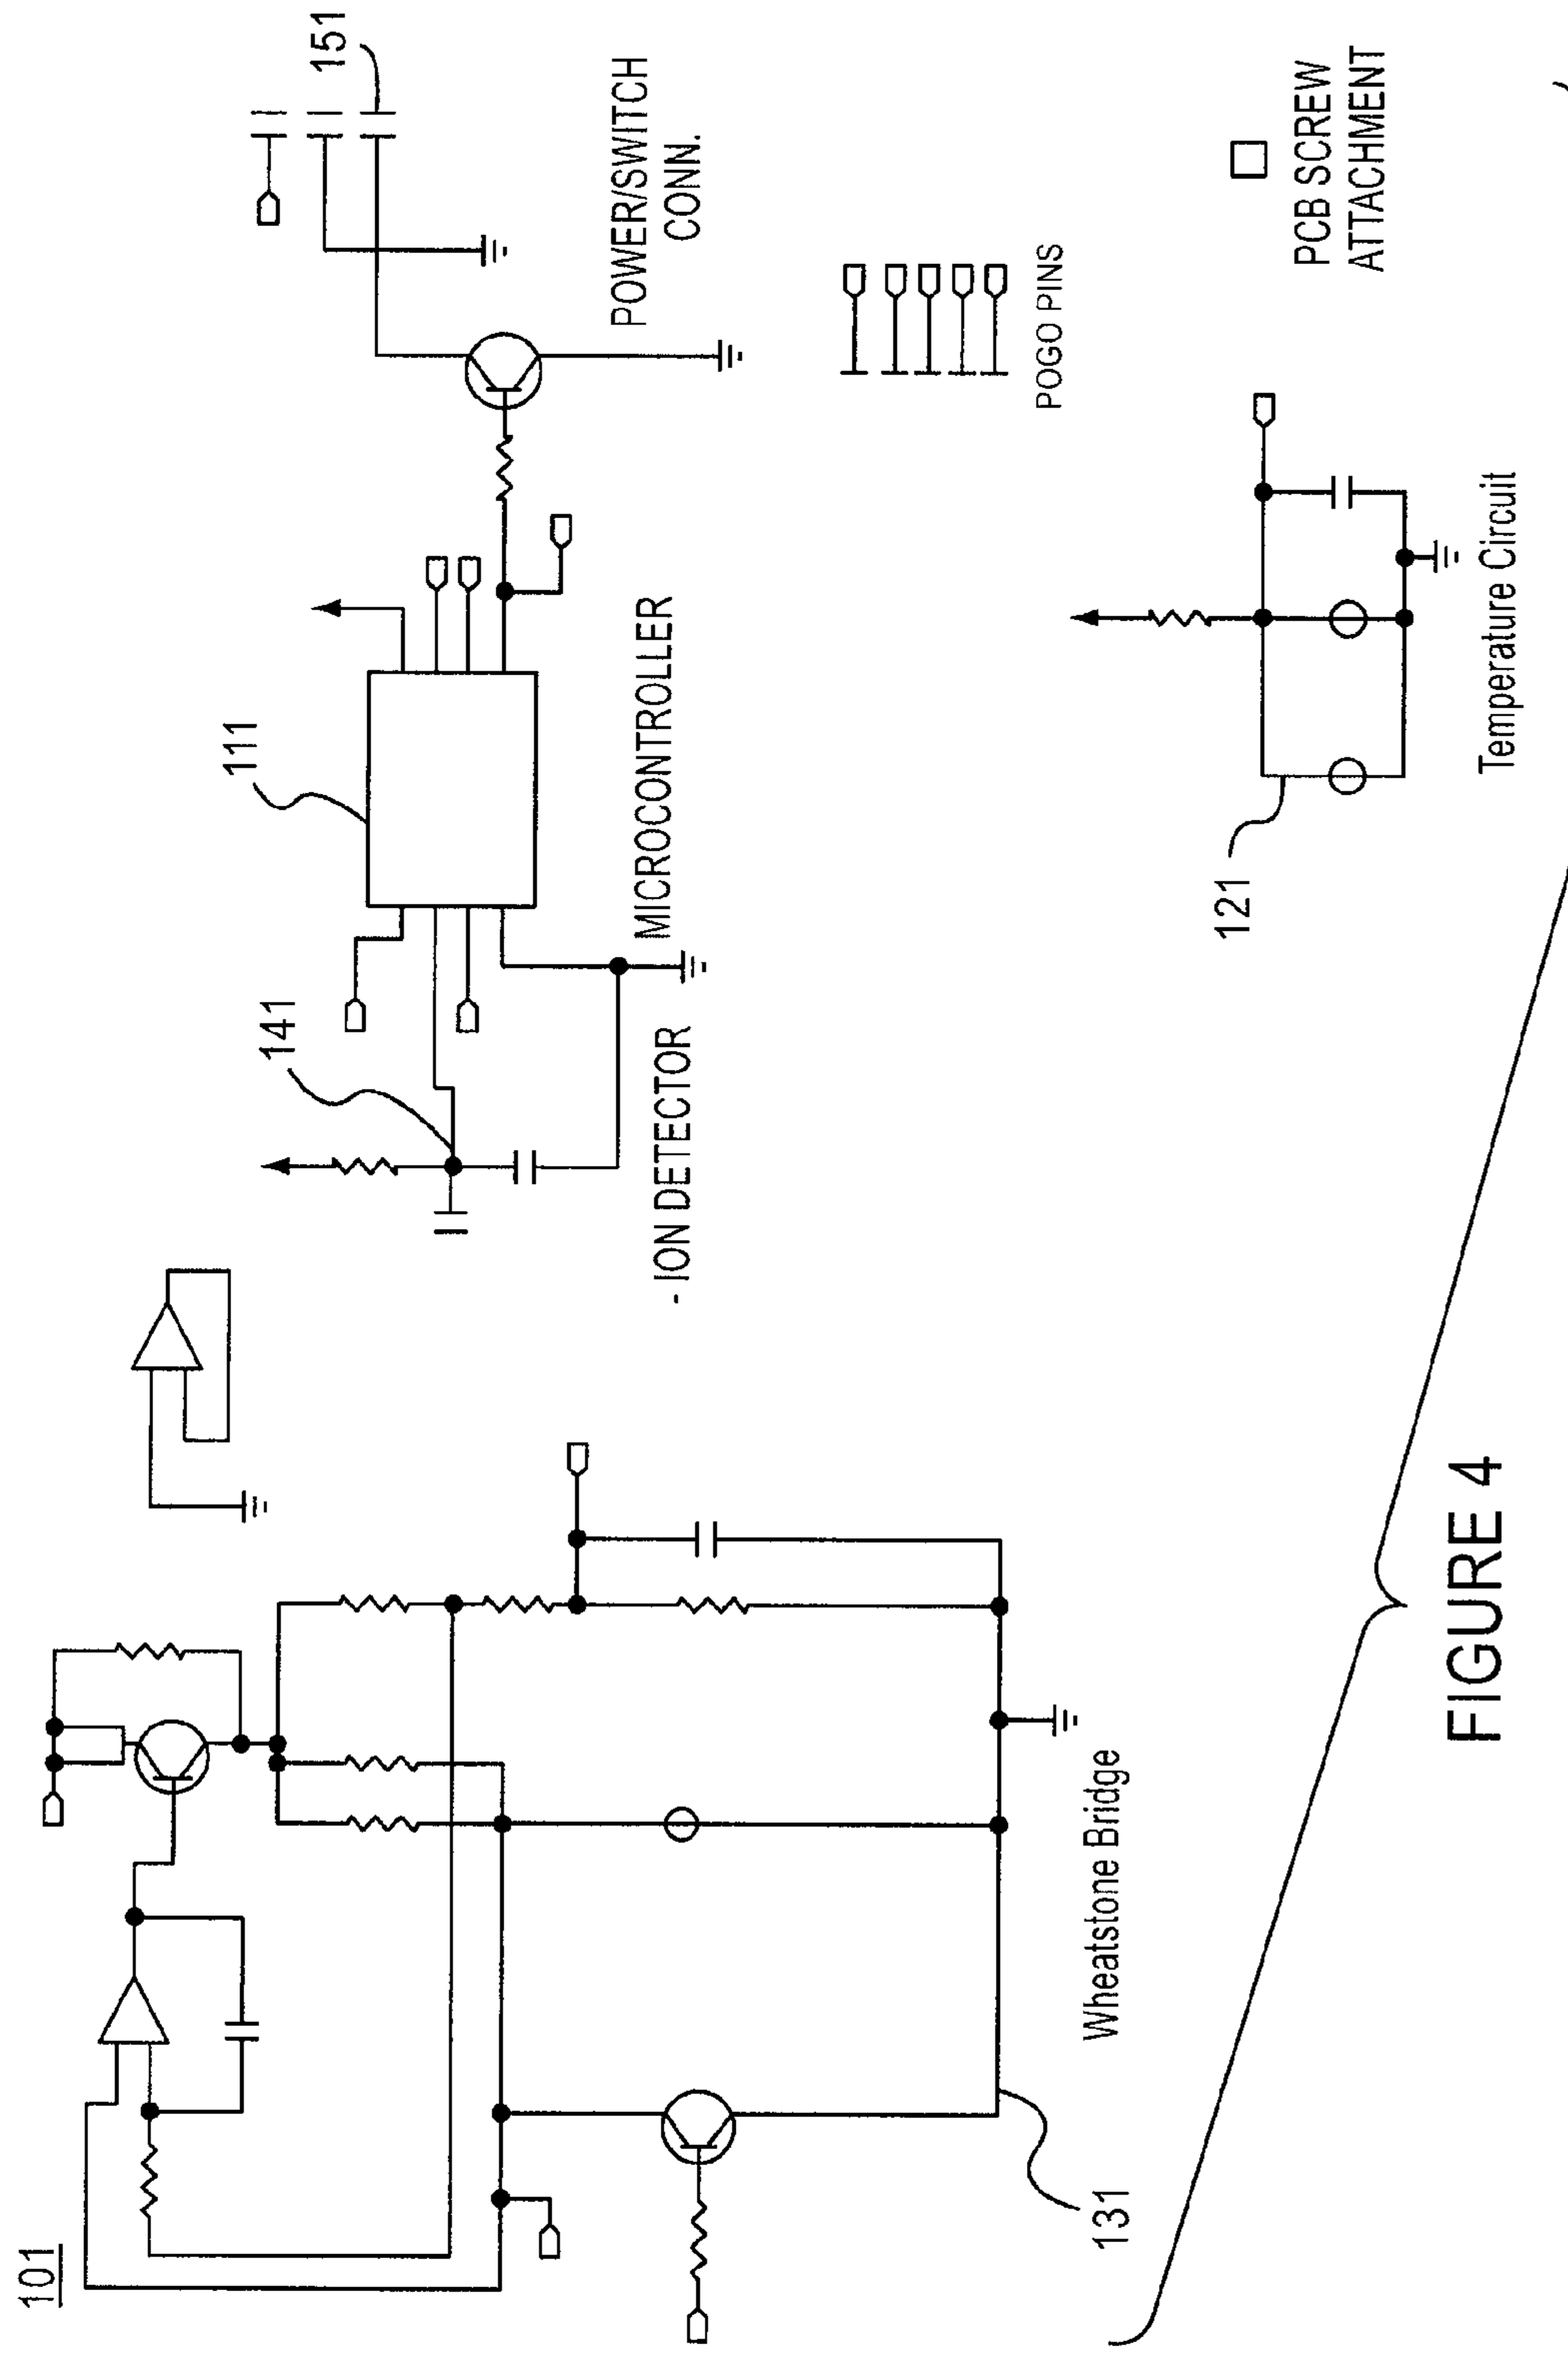 101
131
Wheatstone Bridge
141
- ION DETECTOR
111
MICROCONTROLLER
151
POWER/SWITCH
CONN.
POGO PINS
121
Temperature Circuit
PCB SCREW
ATTACHMENT
FIGURE 4